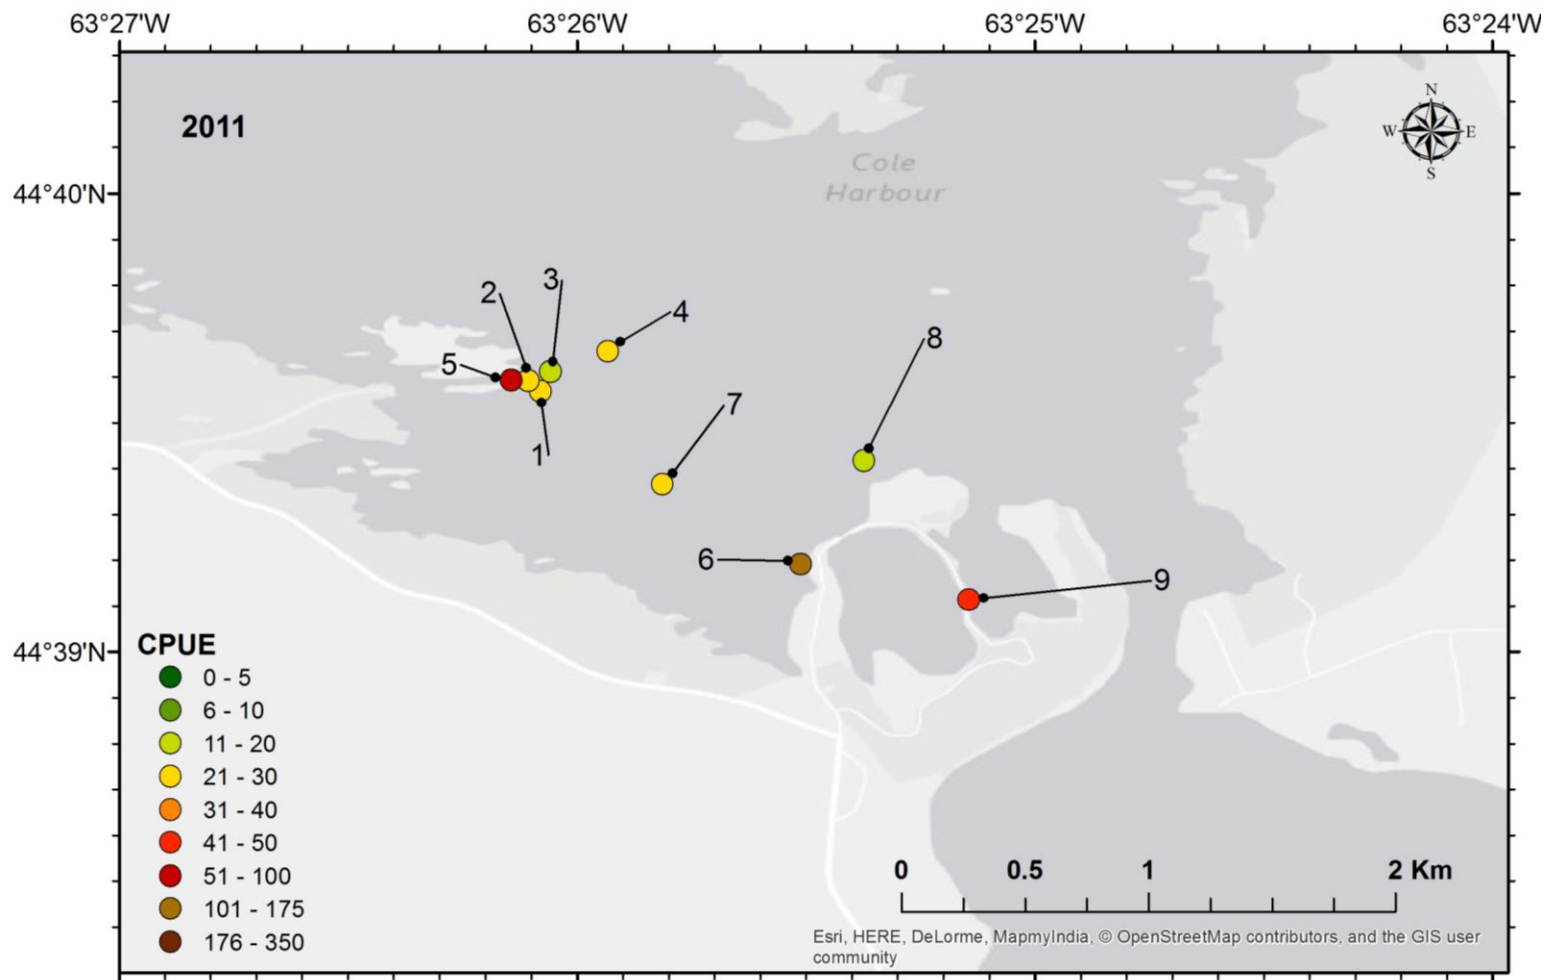 63°27'W 63°26'W 63°25'W 63°24'W
2011
N
W E
S
Cole
Harbour
44°40'N
3
2
4
8
5
7
1
6
9
44°39'N
CPUE
0 - 5
6 - 10
11 - 20
21 - 30
31 - 40
41 - 50
51 - 100
101 - 175
176 - 350
0 0.5 1 2 Km
Esri, HERE, DeLorme, MapmyIndia, © OpenStreetMap contributors, and the GIS user
community